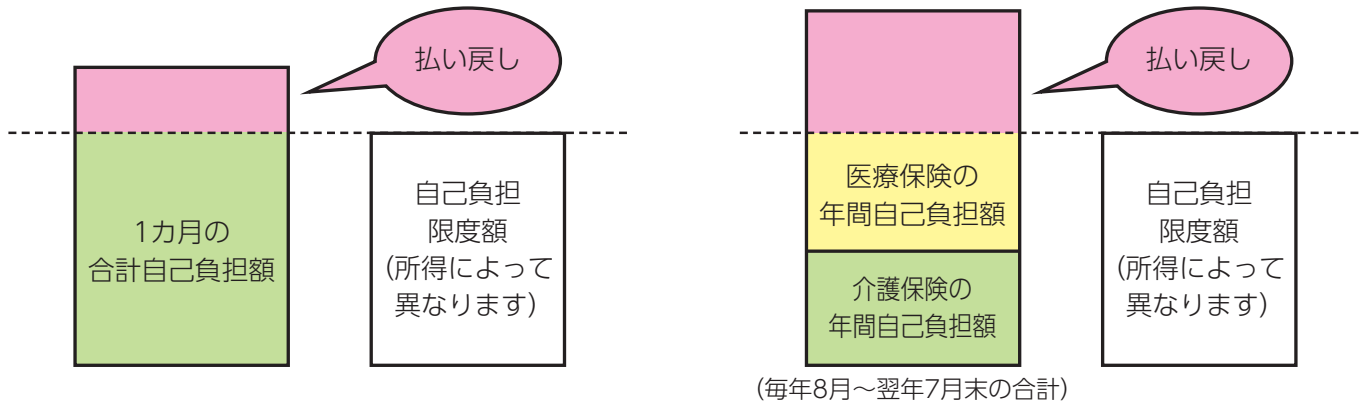 払い戻し
1カ月の
合計自己負担額
自己負担
限度額
(所得によって
異なります)
払い戻し
医療保険の
年間自己負担額
介護保険の
年間自己負担額
自己負担
限度額
(所得によって
異なります)
(毎年8月～翌年7月末の合計)